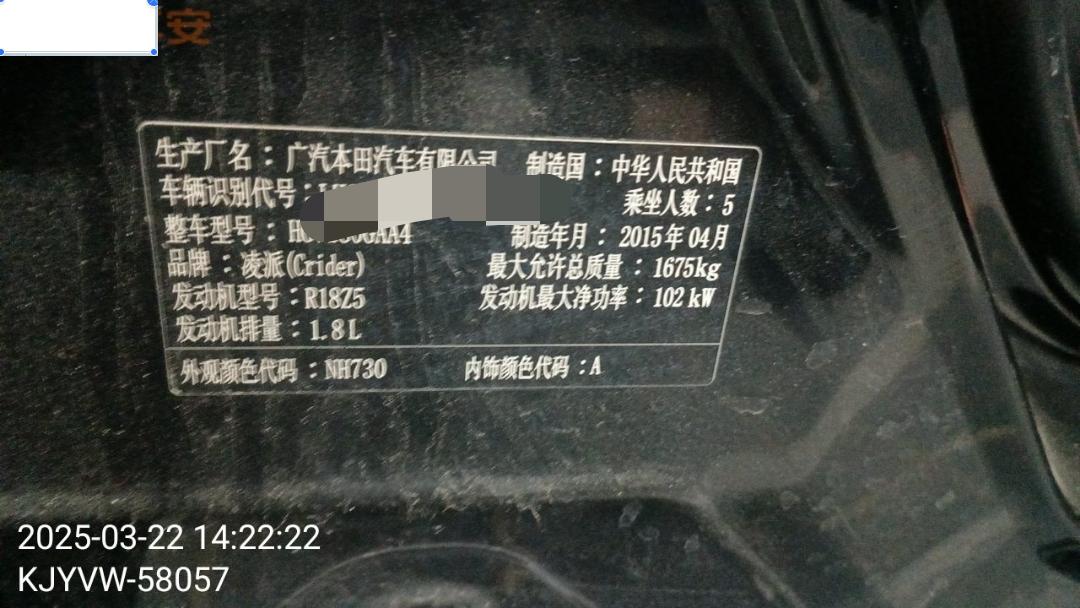 安
生产厂名：广汽本田汽车有限公司 制造国：中华人民共和国
车辆识别代号： 乘坐人数：5
整车型号： 制造年月：2015年04月
品牌：凌派(Crider) 最大允许总质量：1675kg
发动机型号：R18Z5 发动机最大净功率：102kW
发动机排量：1.8L
外观颜色代码：NH730 内饰颜色代码：A
2025-03-22 14:22:22
KJYVW-58057